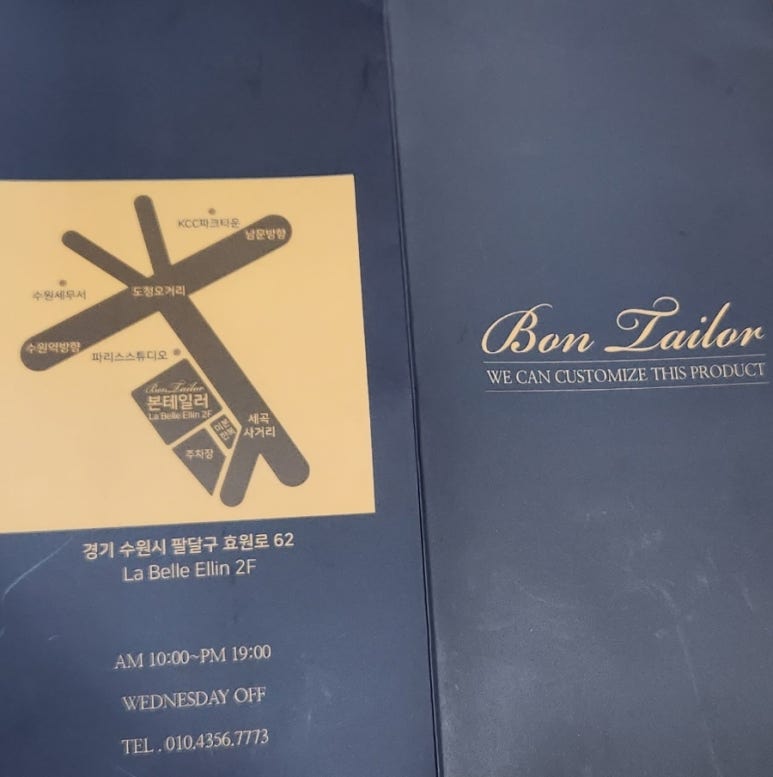 KCC파크타운
남문방향
수원세무서
도청오거리
수원역방향
파리스스튜디오
Bon Tailor
본테일러
La Belle Ellin 2F
미본
한복
세곡
사거리
주차장
경기 수원시 팔달구 효원로 62
La Belle Ellin 2F
AM 10:00~PM 19:00
WEDNESDAY OFF
TEL . 010.4356.7773
Bon Tailor
WE CAN CUSTOMIZE THIS PRODUCT